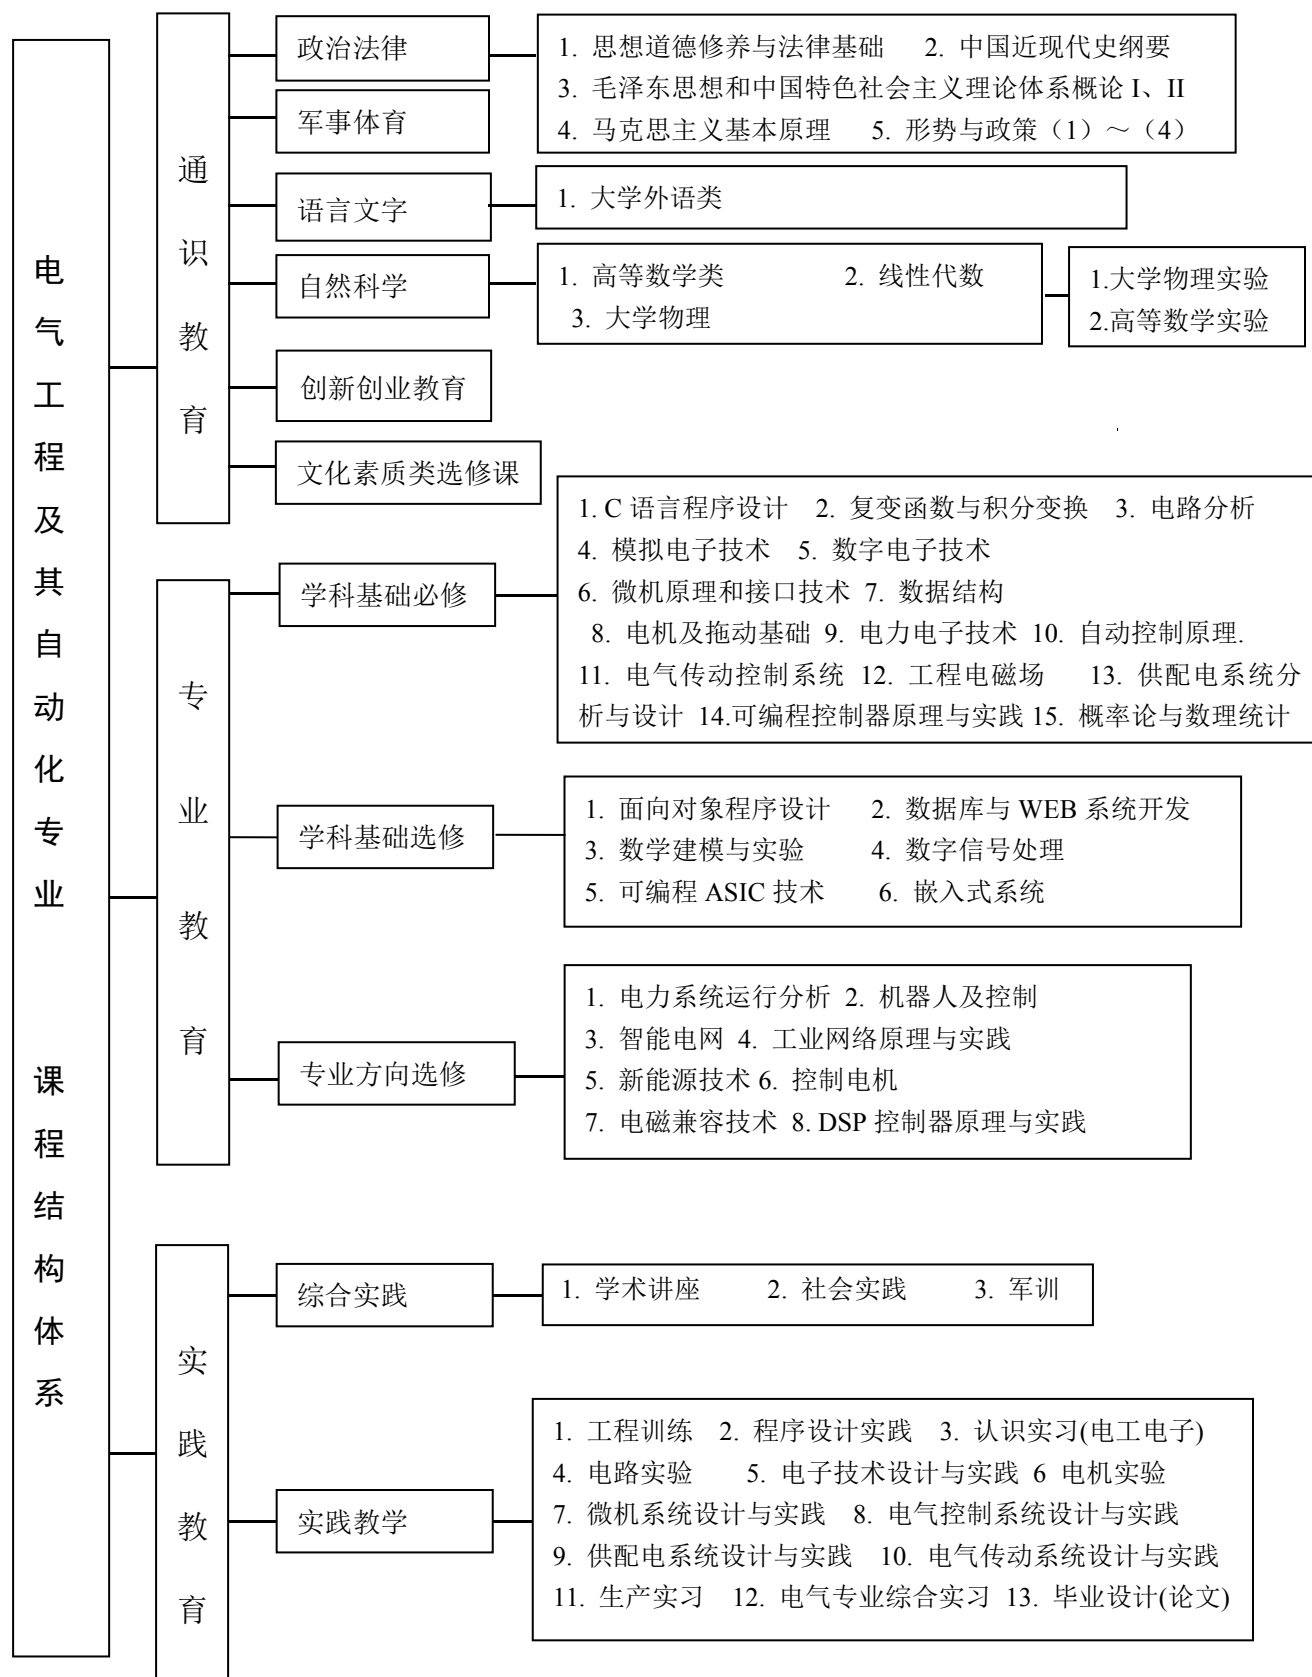 电气工程及其自动化专业 课程结构体系
通识教育
政治法律
1. 思想道德修养与法律基础 2. 中国近现代史纲要
3. 毛泽东思想和中国特色社会主义理论体系概论 I、II
4. 马克思主义基本原理 5. 形势与政策（1）～（4）
军事体育
语言文字
1. 大学外语类
自然科学
1. 高等数学类 2. 线性代数
3. 大学物理
1.大学物理实验
2.高等数学实验
创新创业教育
文化素质类选修课
专业教育
学科基础必修
1. C 语言程序设计 2. 复变函数与积分变换 3. 电路分析
4. 模拟电子技术 5. 数字电子技术
6. 微机原理和接口技术 7. 数据结构
8. 电机及拖动基础 9. 电力电子技术 10. 自动控制原理.
11. 电气传动控制系统 12. 工程电磁场 13. 供配电系统分
析与设计 14.可编程控制器原理与实践 15. 概率论与数理统计
学科基础选修
1. 面向对象程序设计 2. 数据库与 WEB 系统开发
3. 数学建模与实验 4. 数字信号处理
5. 可编程 ASIC 技术 6. 嵌入式系统
专业方向选修
1. 电力系统运行分析 2. 机器人及控制
3. 智能电网 4. 工业网络原理与实践
5. 新能源技术 6. 控制电机
7. 电磁兼容技术 8. DSP 控制器原理与实践
实践教育
综合实践
1. 学术讲座 2. 社会实践 3. 军训
实践教学
1. 工程训练 2. 程序设计实践 3. 认识实习(电工电子)
4. 电路实验 5. 电子技术设计与实践 6 电机实验
7. 微机系统设计与实践 8. 电气控制系统设计与实践
9. 供配电系统设计与实践 10. 电气传动系统设计与实践
11. 生产实习 12. 电气专业综合实习 13. 毕业设计(论文)